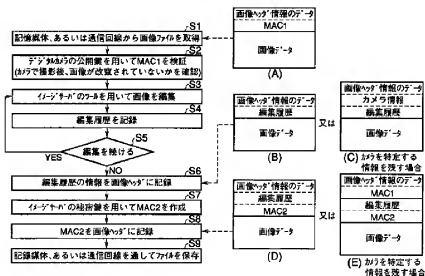 S1
記憶媒体、あるいは通信回線から画像ファイルを取得
S2
デジタルカメラの公開鍵を用いてMAC1を検証
(カメラで撮影後、画像が改竄されていないかを確認)
S3
イメージサーバのツールを用いて画像を編集
S4
編集履歴を記録
S5
編集を続ける
YES
NO
S6
編集履歴の情報を画像ヘッダに記録
S7
イメージサーバの秘密鍵を用いてMAC2を作成
S8
MAC2を画像ヘッダに記録
S9
記録媒体、あるいは通信回線を通してファイルを保存
画像ヘッダ情報のデータ
MAC1
画像データ
(A)
画像ヘッダ情報のデータ
編集履歴
画像データ
(B)
又は
画像ヘッダ情報のデータ
カメラ情報
編集履歴
画像データ
(C) カメラを特定する
情報を残す場合
画像ヘッダ情報のデータ
編集履歴
MAC2
画像データ
(D)
又は
画像ヘッダ情報のデータ
MAC1
編集履歴
MAC2
画像データ
(E) カメラを特定する
情報を残す場合